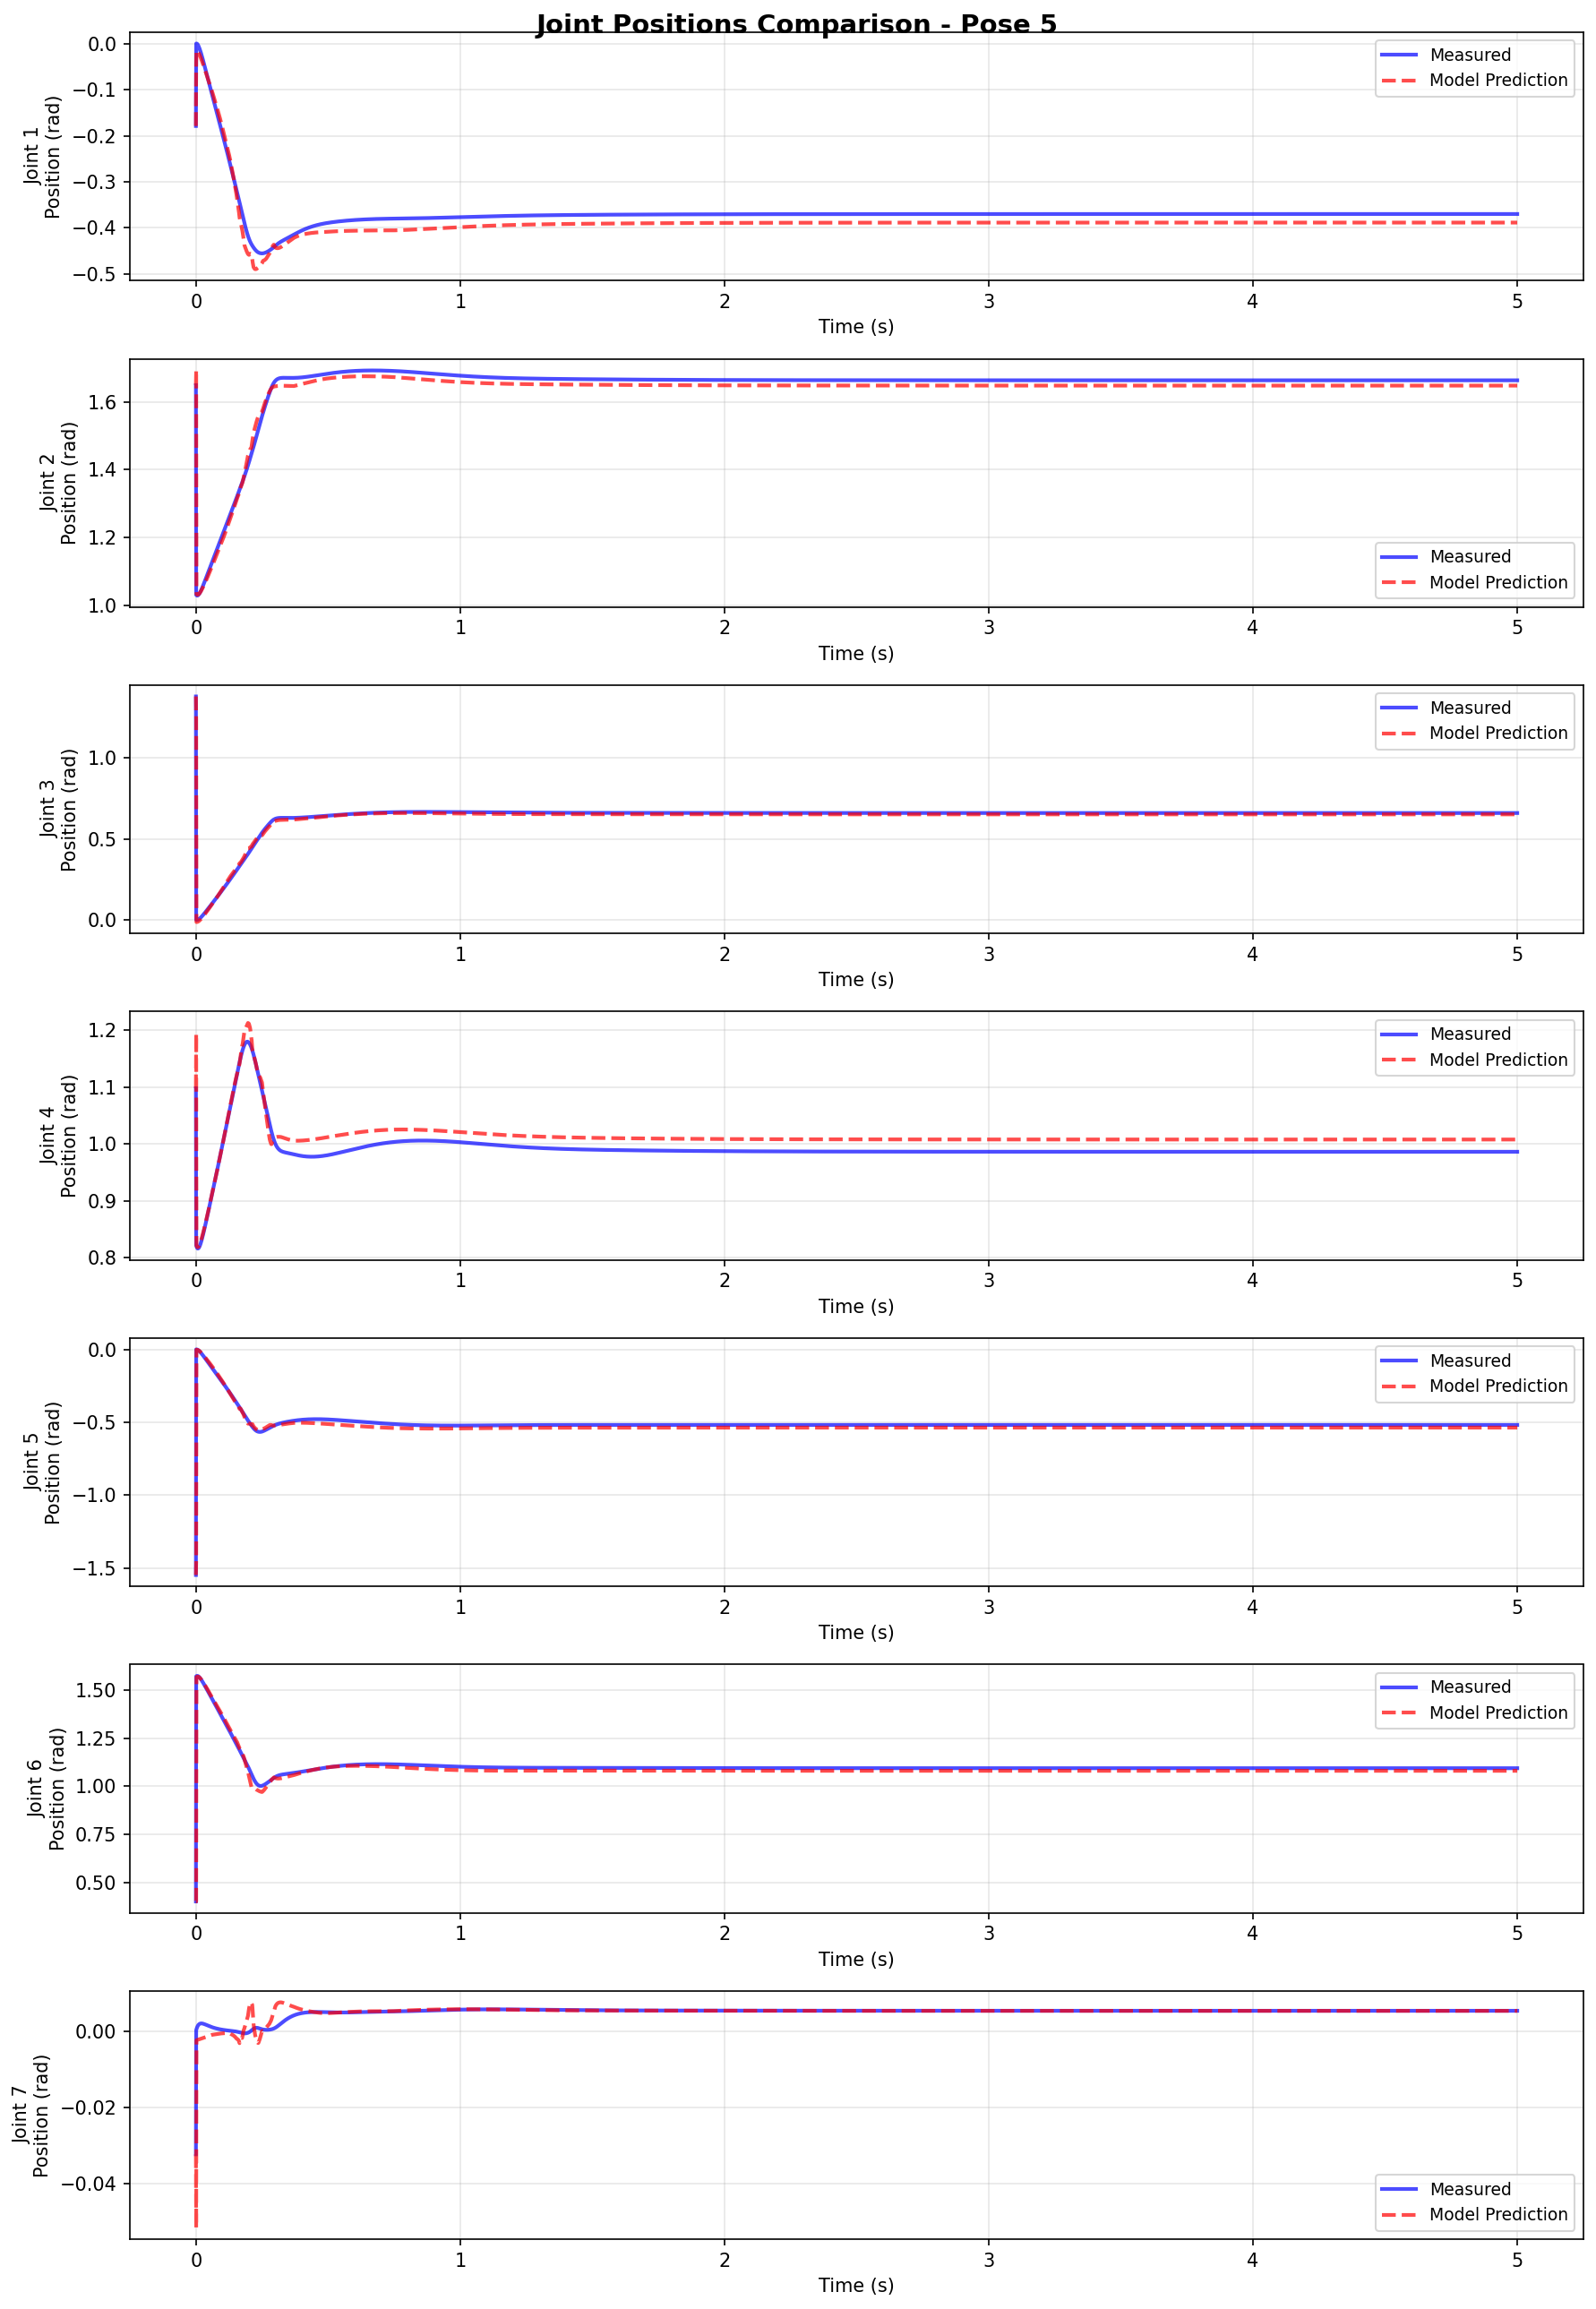 Joint Positions Comparison - Pose 5
Joint 1
Position (rad)
0.0
−0.1
−0.2
−0.3
−0.4
−0.5
Measured
Model Prediction
0 1 2 3 4 5
Time (s)
Joint 2
Position (rad)
1.6
1.4
1.2
1.0
Measured
Model Prediction
0 1 2 3 4 5
Time (s)
Joint 3
Position (rad)
1.0
0.5
0.0
Measured
Model Prediction
0 1 2 3 4 5
Time (s)
Joint 4
Position (rad)
1.2
1.1
1.0
0.9
0.8
Measured
Model Prediction
0 1 2 3 4 5
Time (s)
Joint 5
Position (rad)
0.0
−0.5
−1.0
−1.5
Measured
Model Prediction
0 1 2 3 4 5
Time (s)
Joint 6
Position (rad)
1.50
1.25
1.00
0.75
0.50
Measured
Model Prediction
0 1 2 3 4 5
Time (s)
Joint 7
Position (rad)
0.00
−0.02
−0.04
Measured
Model Prediction
0 1 2 3 4 5
Time (s)